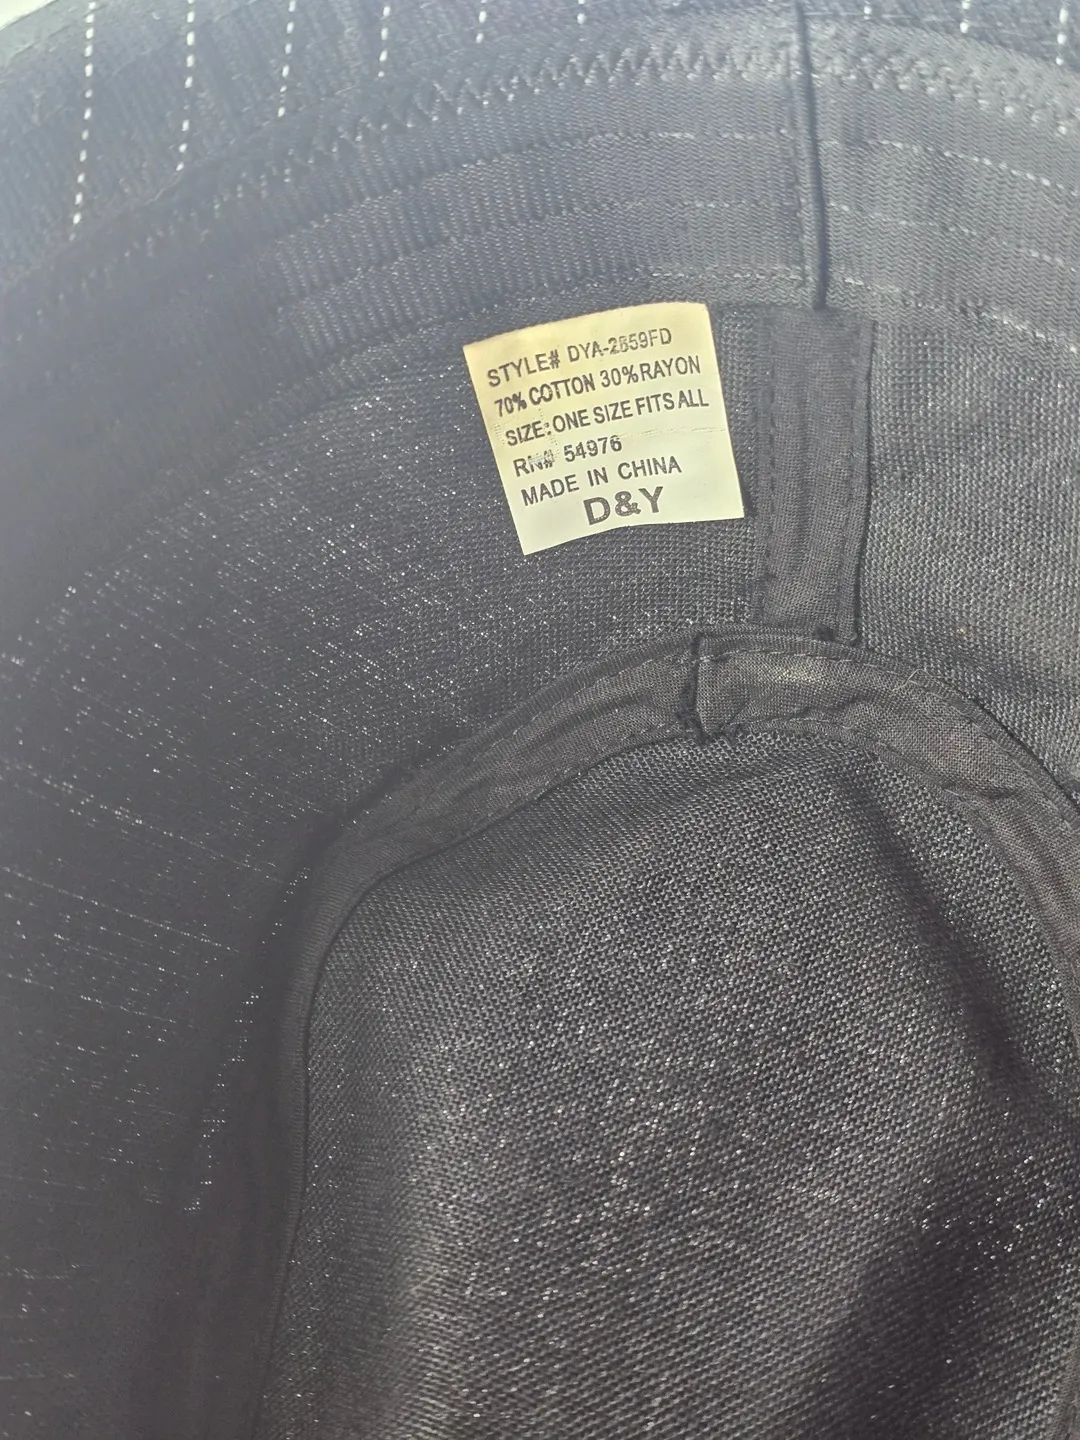 STYLE# DYA-2859FD
70% COTTON 30% RAYON
SIZE: ONE SIZE FITS ALL
RN# 54976
MADE IN CHINA
D&Y